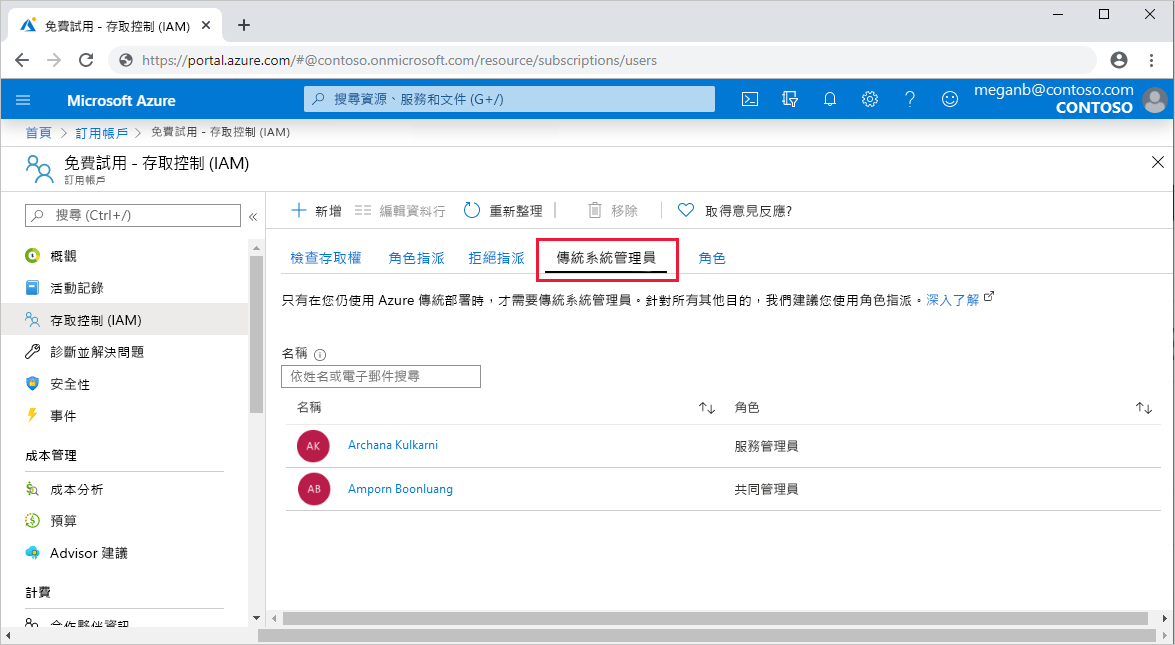 免費試用 - 存取控制 (IAM)
https://portal.azure.com/#@contoso.onmicrosoft.com/resource/subscriptions/users
Microsoft Azure
搜尋資源、服務和文件 (G+/)
meganb@contoso.com
CONTOSO
首頁 > 訂用帳戶 > 免費試用 - 存取控制 (IAM)
免費試用 - 存取控制 (IAM)
訂用帳戶
搜尋 (Ctrl+/)
概觀
活動記錄
存取控制 (IAM)
診斷並解決問題
安全性
事件
成本管理
成本分析
預算
Advisor 建議
計費
合作夥伴資訊
新增 編輯資料行 重新整理 移除 取得意見反應?
檢查存取權 角色指派 拒絕指派 傳統系統管理員 角色
只有在您仍使用 Azure 傳統部署時，才需要傳統系統管理員。針對所有其他目的，我們建議您使用角色指派。深入了解
名稱
依姓名或電子郵件搜尋
名稱 角色
AK Archana Kulkarni 服務管理員
AB Amporn Boonluang 共同管理員